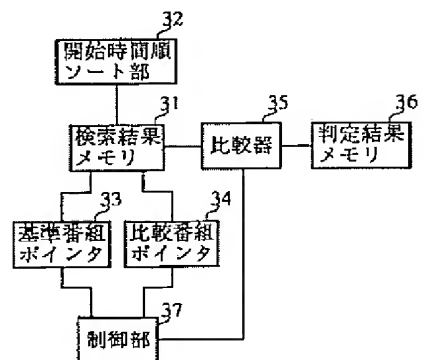 32
開始時間順
ソート部
31
検索結果
メモリ
35
比較器
36
判定結果
メモリ
33
基準番組
ポインタ
34
比較番組
ポインタ
37
制御部